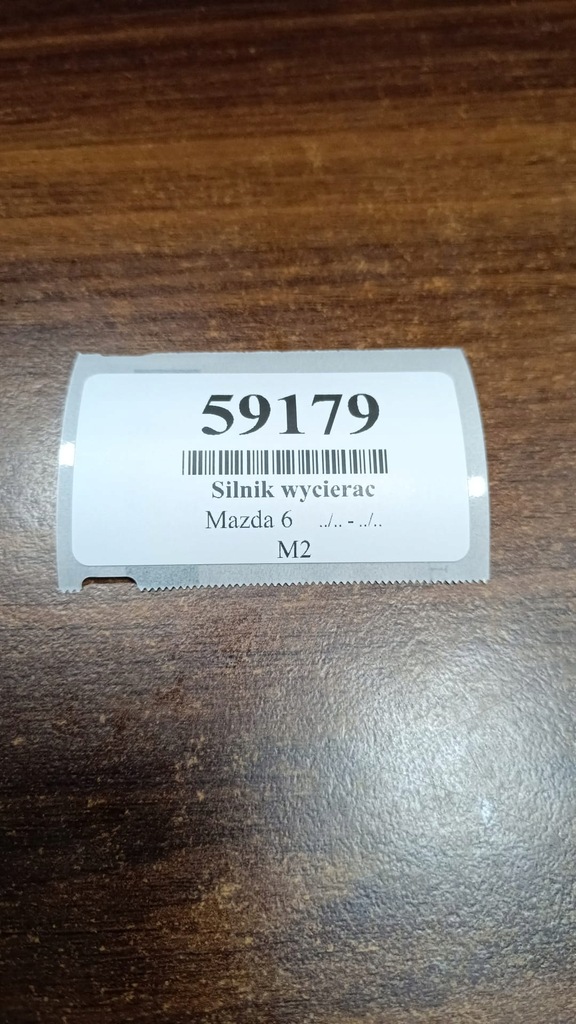 59179
Silnik wycierac
Mazda 6 ../.. - ../..
M2